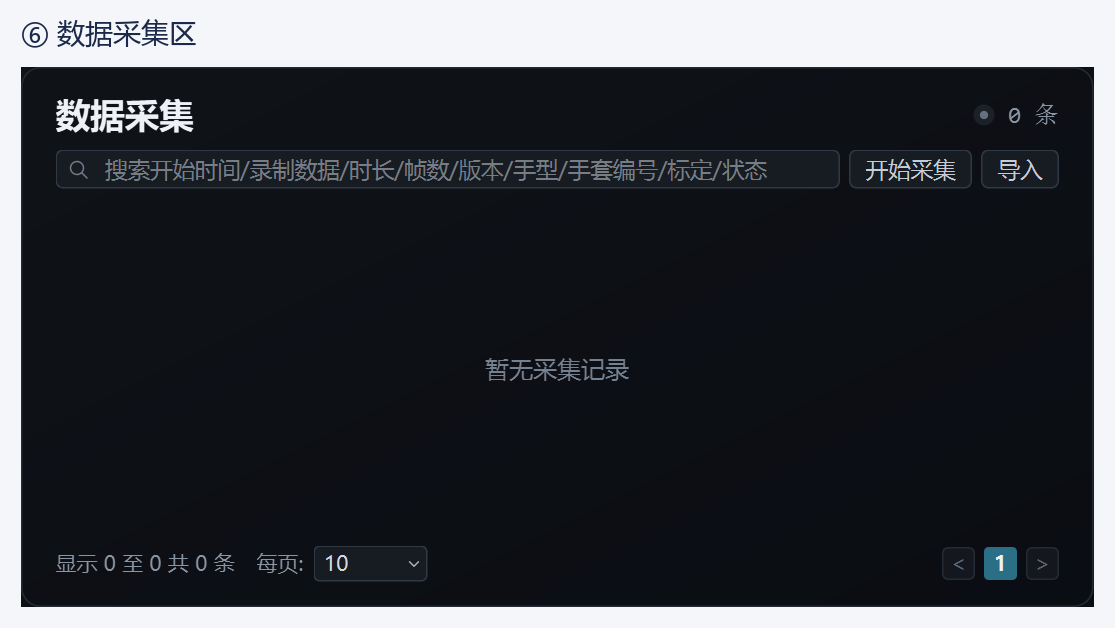 ⑥ 数据采集区
数据采集
0 条
搜索开始时间/录制数据/时长/帧数/版本/手型/手套编号/标定/状态
开始采集
导入
暂无采集记录
显示 0 至 0 共 0 条 每页: 10
< 1 >